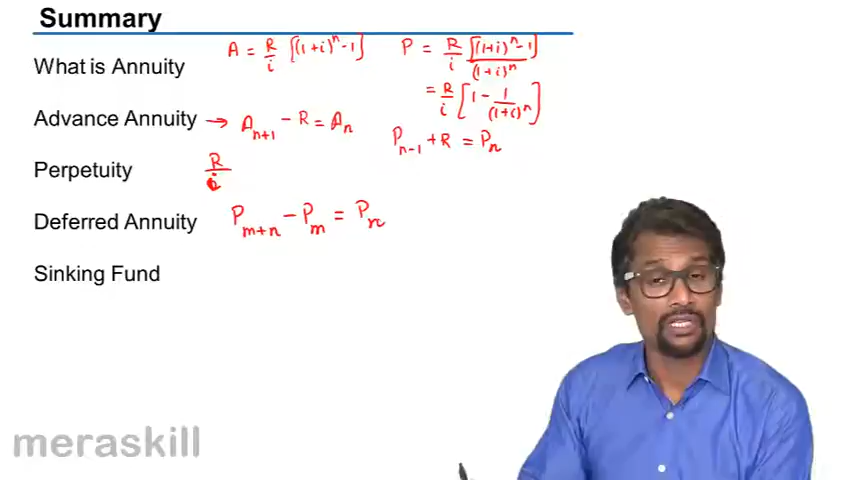 Summary
What is Annuity A = R/i [(1+i)^n - 1] P = R/i [(1+i)^n - 1]/(1+i)^n
= R/i [1 - 1/(1+i)^n]
Advance Annuity → A_{n+1} - R = A_n P_{n-1} + R = P_n
Perpetuity R/i
Deferred Annuity P_{m+n} - P_m = P_n
Sinking Fund
meraskill